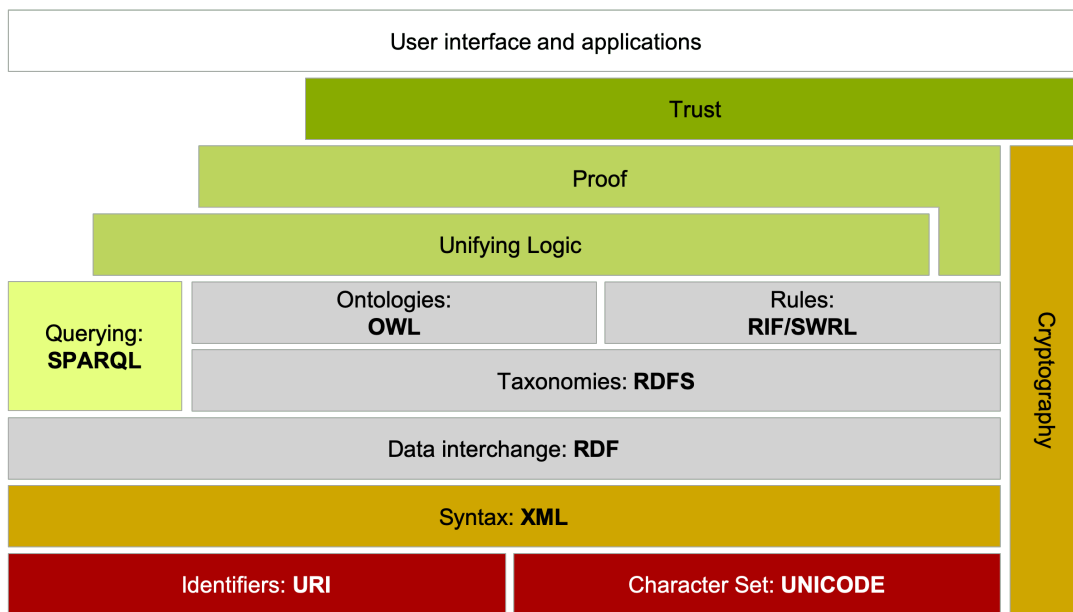 User interface and applications
Trust
Proof
Unifying Logic
Querying:
SPARQL
Ontologies:
OWL
Rules:
RIF/SWRL
Taxonomies: RDFS
Cryptography
Data interchange: RDF
Syntax: XML
Identifiers: URI
Character Set: UNICODE